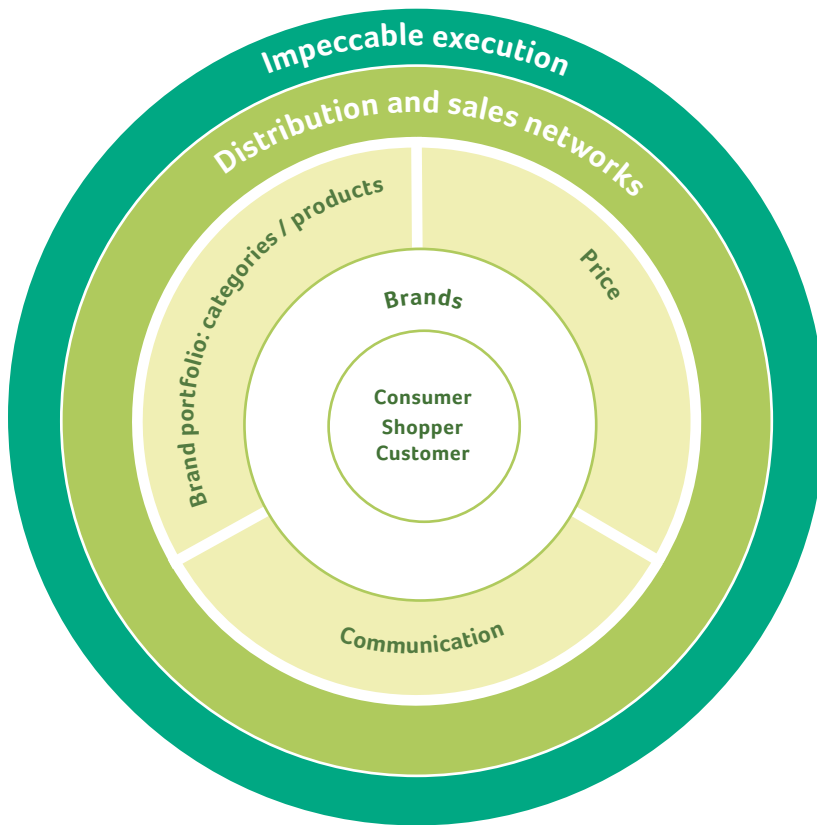 Impeccable execution
Distribution and sales networks
Brand portfolio: categories / products
Price
Brands
Consumer
Shopper
Customer
Communication